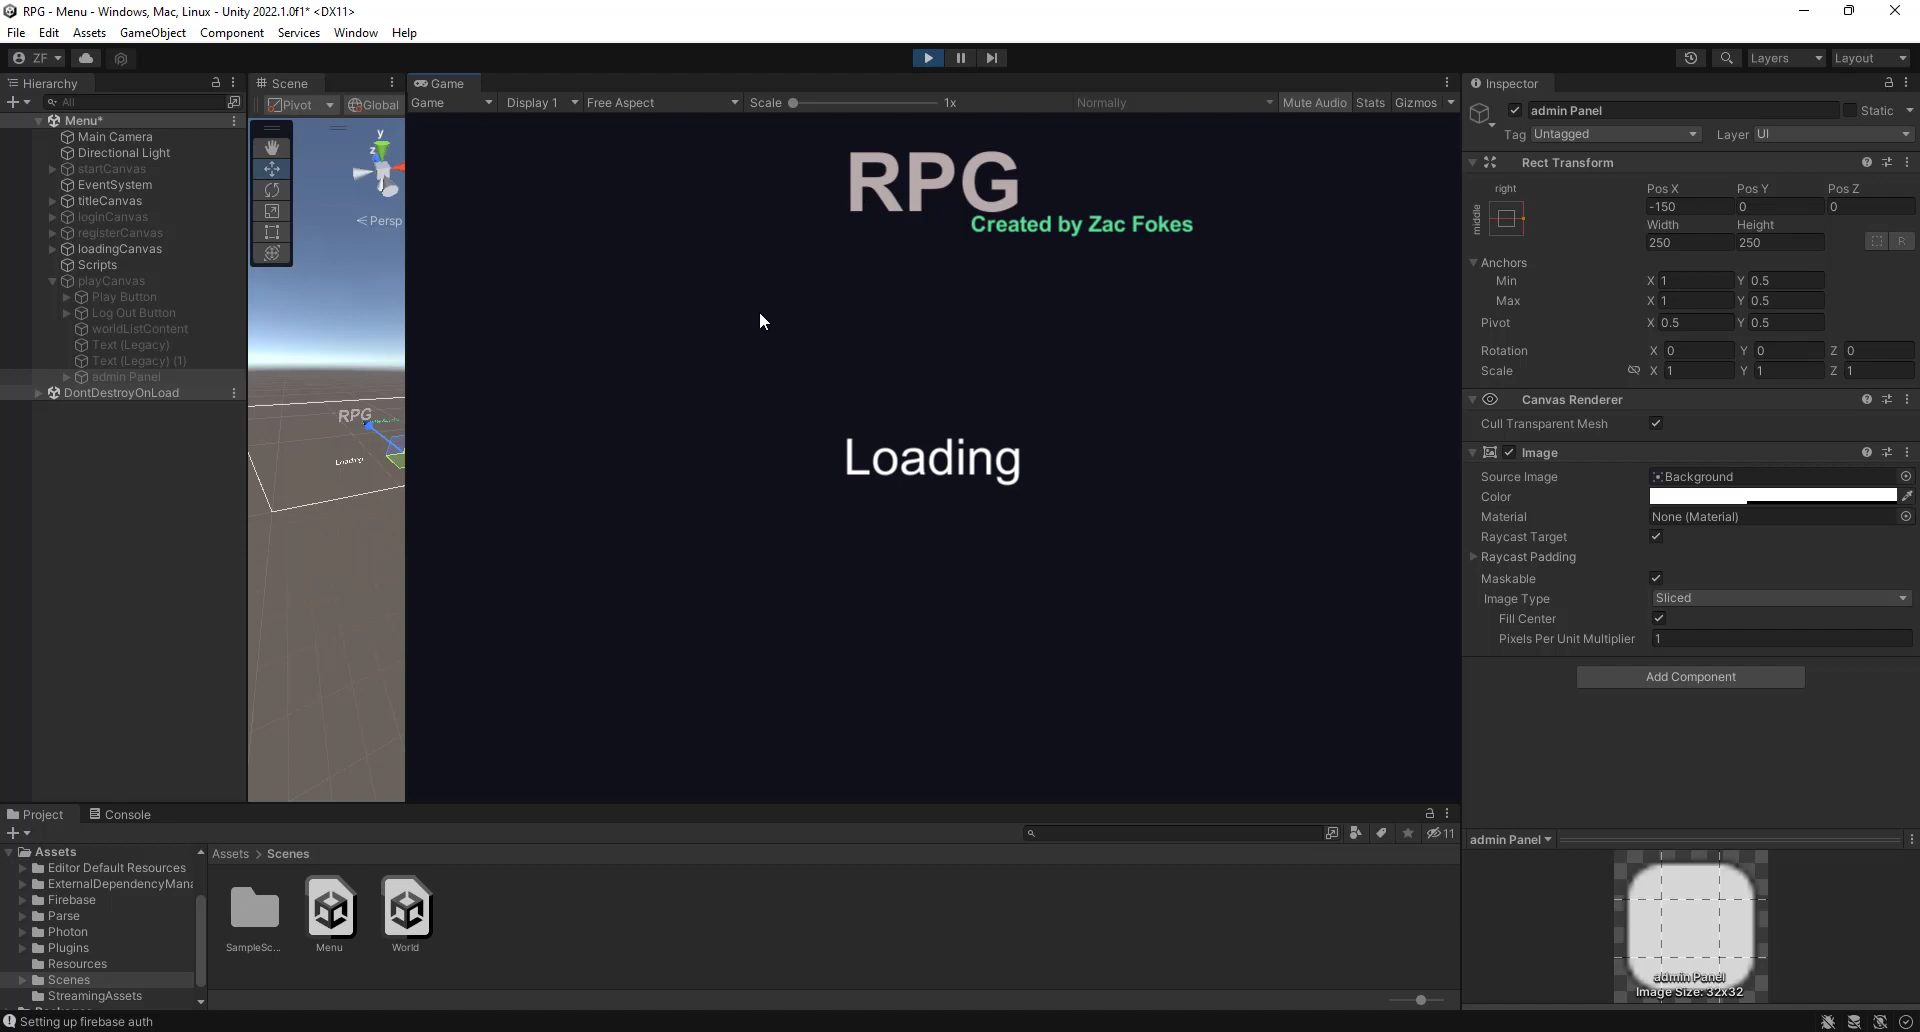 RPG - Menu - Windows, Mac, Linux - Unity 2022.1.0f1* <DX11>
File Edit Assets GameObject Component Services Window Help
ZF Layers Layout
Hierarchy Scene Game Inspector
All Pivot Global Game Display 1 Free Aspect Scale 1x Normally Mute Audio Stats Gizmos
admin Panel Static
Tag Untagged Layer UI
Menu*
Main Camera
Directional Light
startCanvas
EventSystem
titleCanvas
loginCanvas
registerCanvas
loadingCanvas
Scripts
playCanvas
Play Button
Log Out Button
worldListContent
Text (Legacy)
Text (Legacy) (1)
admin Panel
DontDestroyOnLoad
y
z
Persp
RPG
Loading
RPG
Created by Zac Fokes
Loading
Rect Transform
right
middle
Pos X Pos Y Pos Z
-150 0 0
Width Height
250 250
R
Anchors
Min X 1 Y 0.5
Max X 1 Y 0.5
Pivot X 0.5 Y 0.5
Rotation X 0 Y 0 Z 0
Scale X 1 Y 1 Z 1
Canvas Renderer
Cull Transparent Mesh
Image
Source Image Background
Color
Material None (Material)
Raycast Target
Raycast Padding
Maskable
Image Type Sliced
Fill Center
Pixels Per Unit Multiplier 1
Add Component
Project Console
11
Assets
Editor Default Resources
ExternalDependencyMana
Firebase
Parse
Photon
Plugins
Resources
Scenes
StreamingAssets
Assets > Scenes
SampleSc...
Menu
World
admin Panel
admin Panel
Image Size: 32x32
Setting up firebase auth